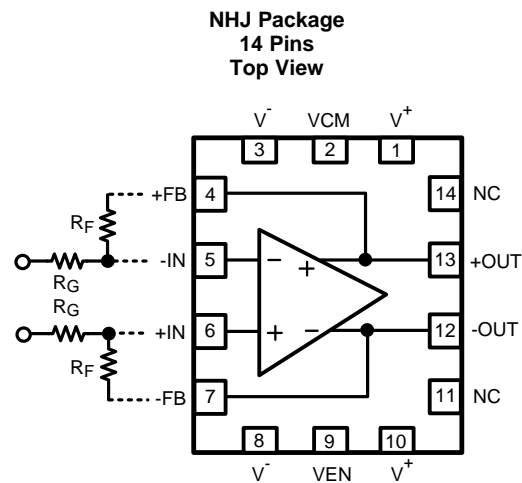 NHJ Package
14 Pins
Top View
V- VCM V+
3 2 1
+FB 4 14 NC
RF
-IN 5 - + 13 +OUT
RG
RG
+IN 6 + - 12 -OUT
RF
-FB 7 11 NC
8 9 10
V- VEN V+